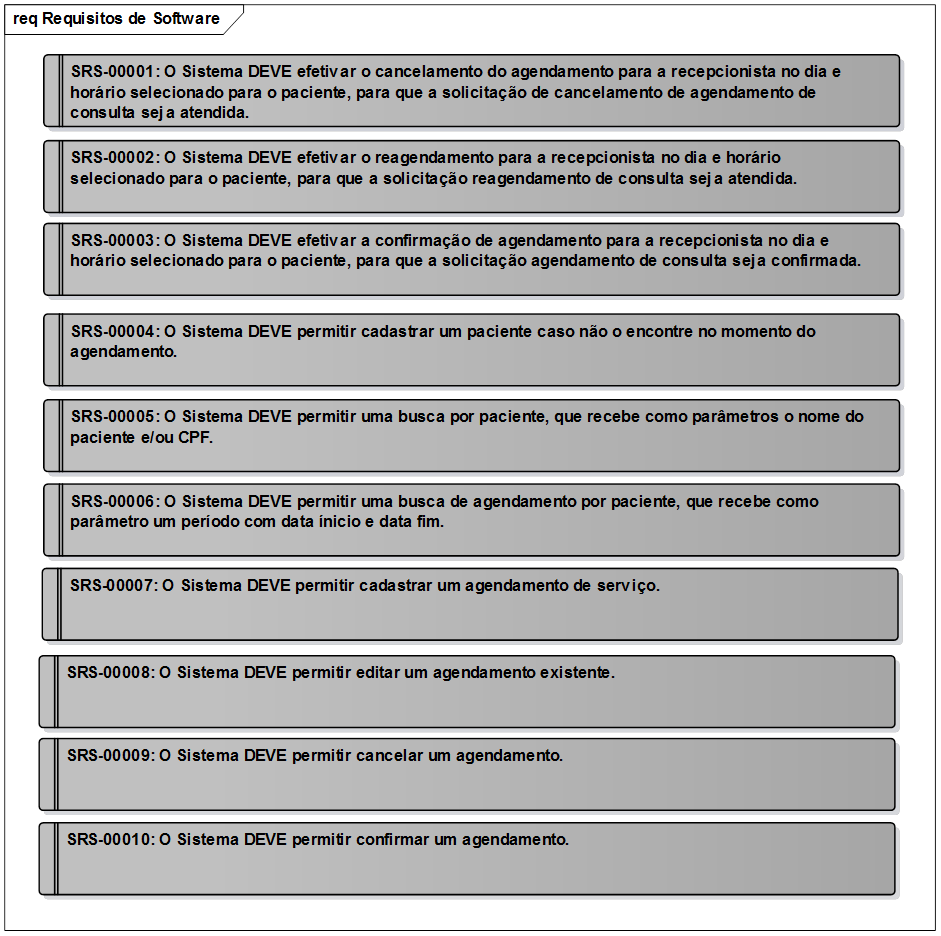 req Requisitos de Software
SRS-00001: O Sistema DEVE efetivar o cancelamento do agendamento para a recepcionista no dia e
horário selecionado para o paciente, para que a solicitação de cancelamento de agendamento de
consulta seja atendida.
SRS-00002: O Sistema DEVE efetivar o reagendamento para a recepcionista no dia e horário
selecionado para o paciente, para que a solicitação reagendamento de consulta seja atendida.
SRS-00003: O Sistema DEVE efetivar a confirmação de agendamento para a recepcionista no dia e
horário selecionado para o paciente, para que a solicitação agendamento de consulta seja confirmada.
SRS-00004: O Sistema DEVE permitir cadastrar um paciente caso não o encontre no momento do
agendamento.
SRS-00005: O Sistema DEVE permitir uma busca por paciente, que recebe como parâmetros o nome do
paciente e/ou CPF.
SRS-00006: O Sistema DEVE permitir uma busca de agendamento por paciente, que recebe como
parâmetro um período com data ínicio e data fim.
SRS-00007: O Sistema DEVE permitir cadastrar um agendamento de serviço.
SRS-00008: O Sistema DEVE permitir editar um agendamento existente.
SRS-00009: O Sistema DEVE permitir cancelar um agendamento.
SRS-00010: O Sistema DEVE permitir confirmar um agendamento.